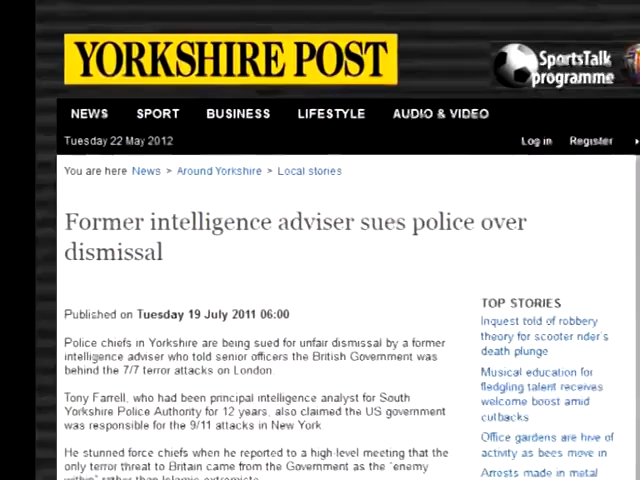 YORKSHIRE POST
SportsTalk
programme
NEWS SPORT BUSINESS LIFESTYLE AUDIO & VIDEO
Tuesday 22 May 2012 Log in Register
You are here News > Around Yorkshire > Local stories
Former intelligence adviser sues police over
dismissal
Published on Tuesday 19 July 2011 06:00
Police chiefs in Yorkshire are being sued for unfair dismissal by a former
intelligence adviser who told senior officers the British Government was
behind the 7/7 terror attacks on London
Tony Farrell, who had been principal intelligence analyst for South
Yorkshire Police Authority for 12 years, also claimed the US government
was responsible for the 9/11 attacks in New York
He stunned force chiefs when he reported to a high-level meeting that the
only terror threat to Britain came from the Government as the "enemy
within" rather than Islamic extremists
TOP STORIES
Inquest told of robbery
theory for scooter rider's
death plunge
Musical education for
fledgling talent receives
welcome boost amid
cutbacks
Office gardens are hive of
activity as bees move in
Arrests made in metal